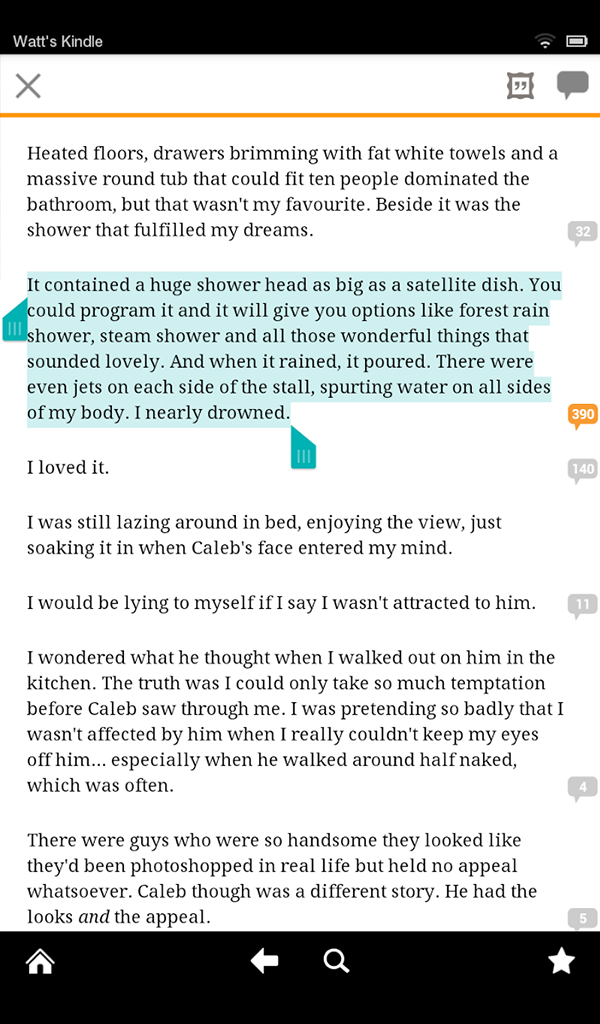 Watt's Kindle
Heated floors, drawers brimming with fat white towels and a
massive round tub that could fit ten people dominated the
bathroom, but that wasn't my favourite. Beside it was the
shower that fulfilled my dreams.
32
It contained a huge shower head as big as a satellite dish. You
could program it and it will give you options like forest rain
shower, steam shower and all those wonderful things that
sounded lovely. And when it rained, it poured. There were
even jets on each side of the stall, spurting water on all sides
of my body. I nearly drowned.
390
I loved it.
140
I was still lazing around in bed, enjoying the view, just
soaking it in when Caleb's face entered my mind.
I would be lying to myself if I say I wasn't attracted to him.
11
I wondered what he thought when I walked out on him in the
kitchen. The truth was I could only take so much temptation
before Caleb saw through me. I was pretending so badly that I
wasn't affected by him when I really couldn't keep my eyes
off him... especially when he walked around half naked,
which was often.
4
There were guys who were so handsome they looked like
they'd been photoshopped in real life but held no appeal
whatsoever. Caleb though was a different story. He had the
looks and the appeal.
5